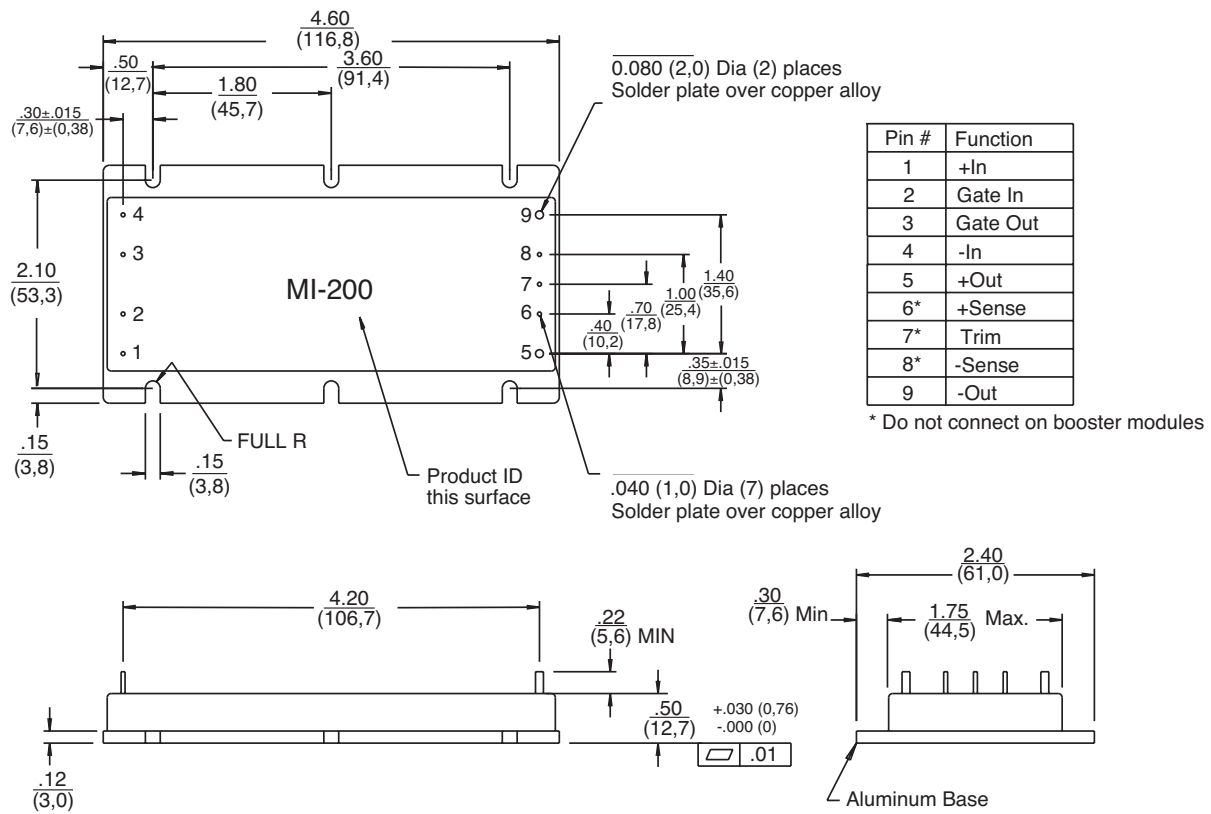 4.60
(116,8)
.50
(12,7)
3.60
(91,4)
1.80
(45,7)
.30±.015
(7,6)±(0,38)
0.080 (2,0) Dia (2) places
Solder plate over copper alloy
4
3
2
1
9
8
7
6
5
MI-200
2.10
(53,3)
1.40
(35,6)
1.00
(25,4)
.70
(17,8)
.40
(10,2)
.35±.015
(8,9)±(0,38)
.15
(3,8)
.15
(3,8)
FULL R
Product ID
this surface
.040 (1,0) Dia (7) places
Solder plate over copper alloy
Pin # Function
1 +In
2 Gate In
3 Gate Out
4 -In
5 +Out
6* +Sense
7* Trim
8* -Sense
9 -Out
* Do not connect on booster modules
4.20
(106,7)
.22
(5,6) MIN
.50
(12,7)
+.030 (0,76)
-.000 (0)
.01
.12
(3,0)
2.40
(61,0)
.30
(7,6) Min
1.75
(44,5) Max.
Aluminum Base